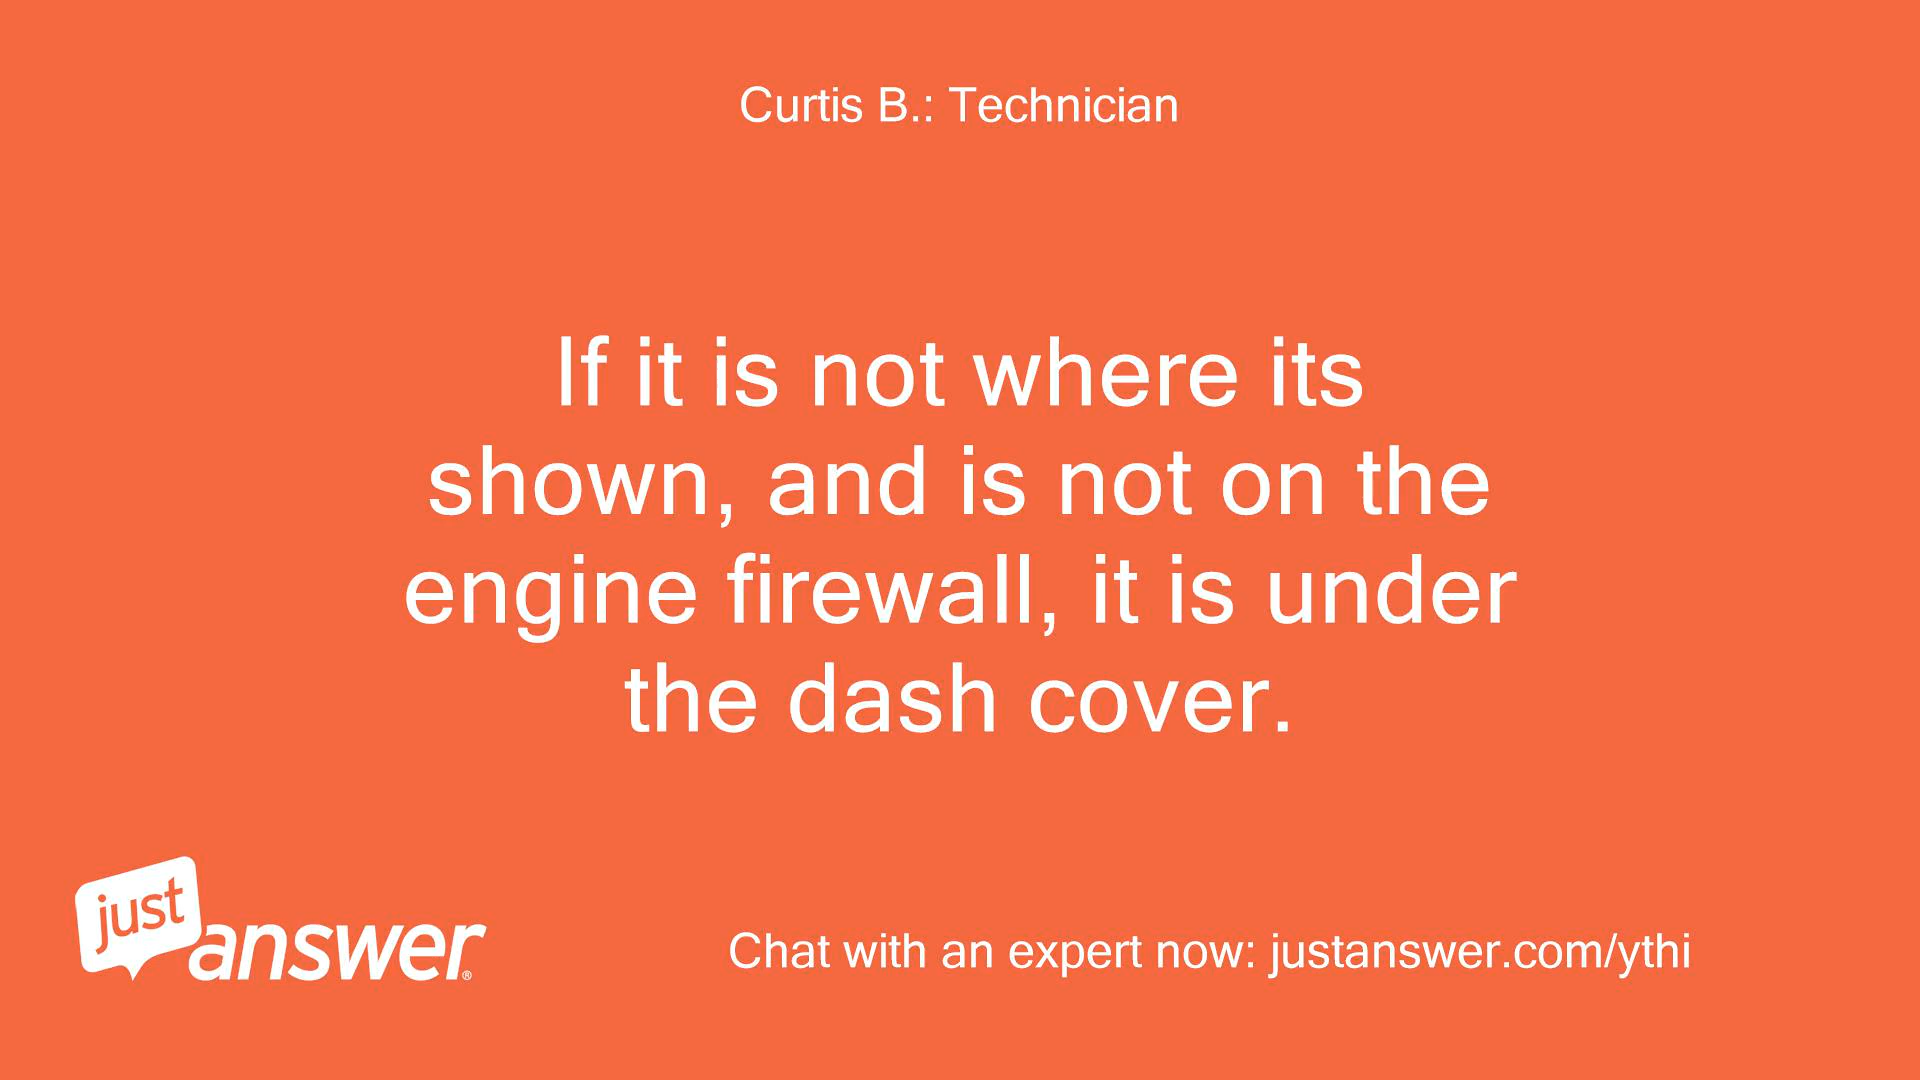 Curtis B.: Technician
If it is not where its
shown, and is not on the
engine firewall, it is under
the dash cover.
just
answer®
Chat with an expert now: justanswer.com/ythi